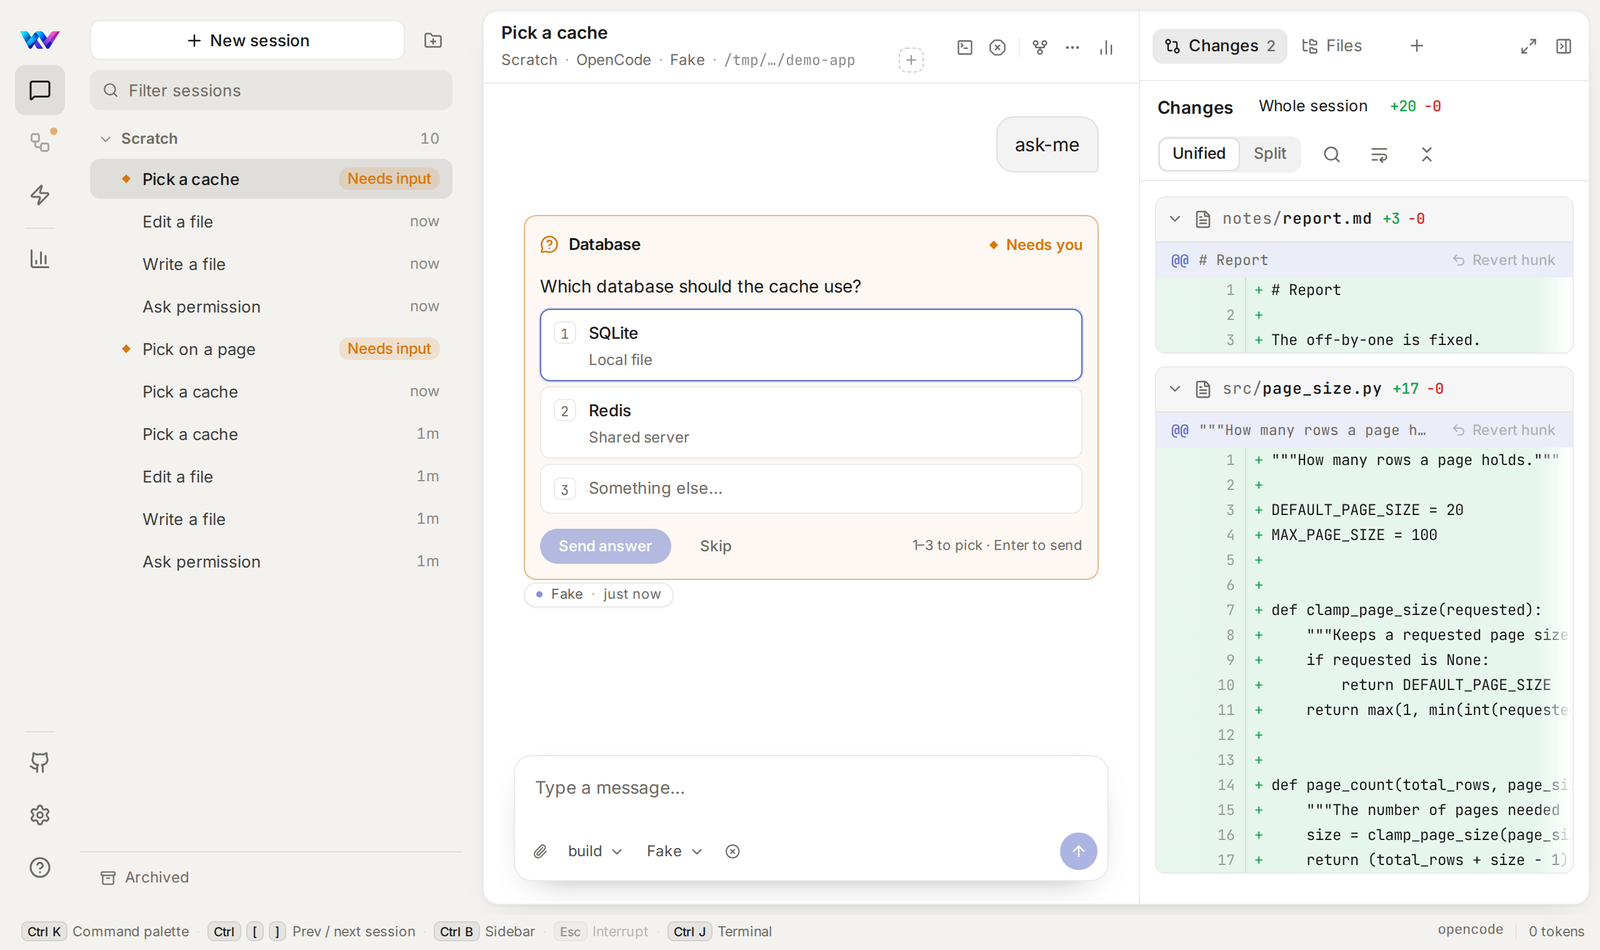 New session
Filter sessions
Scratch 10
Pick a cache Needs input
Edit a file now
Write a file now
Ask permission now
Pick on a page Needs input
Pick a cache now
Pick a cache 1m
Edit a file 1m
Write a file 1m
Ask permission 1m
Archived
Pick a cache
Scratch · OpenCode · Fake · /tmp/…/demo-app
ask-me
Database Needs you
Which database should the cache use?
1 SQLite
Local file
2 Redis
Shared server
3 Something else...
Send answer Skip 1–3 to pick · Enter to send
Fake · just now
Type a message...
build Fake
Changes 2 Files
Changes Whole session +20 -0
Unified Split
notes/report.md +3 -0
@@ # Report Revert hunk
1 + # Report
2 +
3 + The off-by-one is fixed.
src/page_size.py +17 -0
@@ """How many rows a page h… Revert hunk
1 + """How many rows a page holds."""
2 +
3 + DEFAULT_PAGE_SIZE = 20
4 + MAX_PAGE_SIZE = 100
5 +
6 +
7 + def clamp_page_size(requested):
8 + """Keeps a requested page size
9 + if requested is None:
10 + return DEFAULT_PAGE_SIZE
11 + return max(1, min(int(requeste
12 +
13 +
14 + def page_count(total_rows, page_si
15 + """The number of pages needed
16 + size = clamp_page_size(page_si
17 + return (total_rows + size - 1)
Ctrl K Command palette · Ctrl [ ] Prev / next session · Ctrl B Sidebar · Esc Interrupt · Ctrl J Terminal
opencode 0 tokens